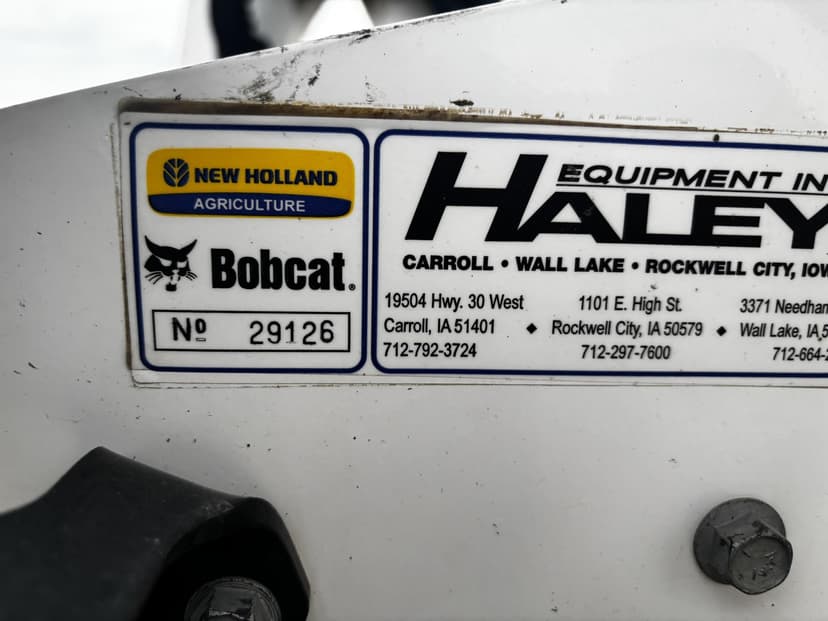 NEW HOLLAND
AGRICULTURE
Bobcat®
Nº 29126
EQUIPMENT IN
HALEY
CARROLL • WALL LAKE • ROCKWELL CITY, IOW
19504 Hwy. 30 West
Carroll, IA 51401
712-792-3724
1101 E. High St.
Rockwell City, IA 50579
712-297-7600
3371 Needham
Wall Lake, IA
712-664-